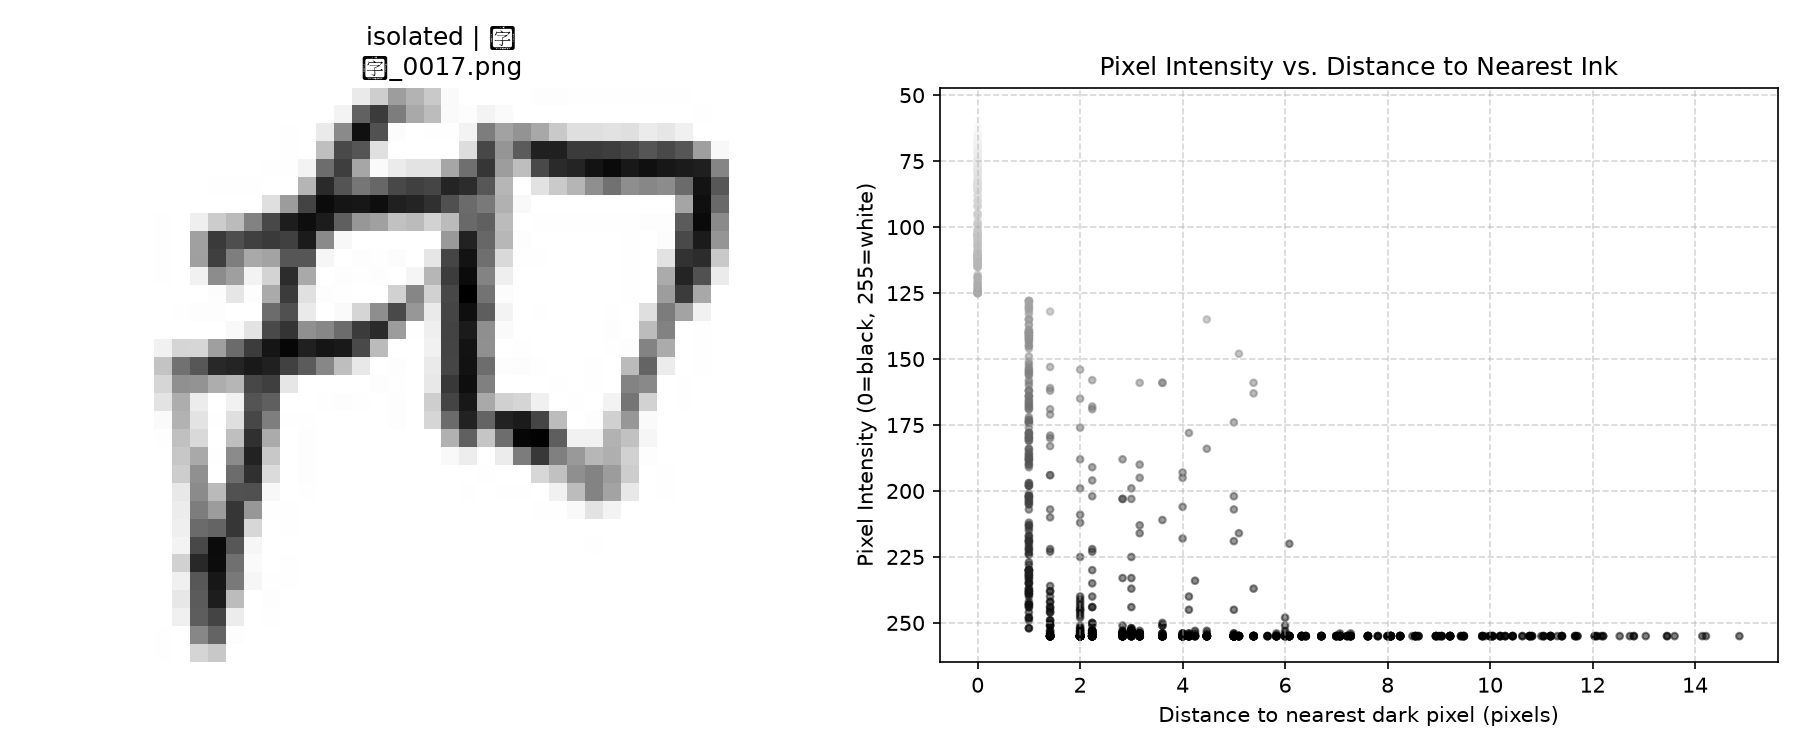 isolated |
_0017.png
Pixel Intensity vs. Distance to Nearest Ink
Pixel Intensity (0=black, 255=white)
50
75
100
125
150
175
200
225
250
0 2 4 6 8 10 12 14
Distance to nearest dark pixel (pixels)